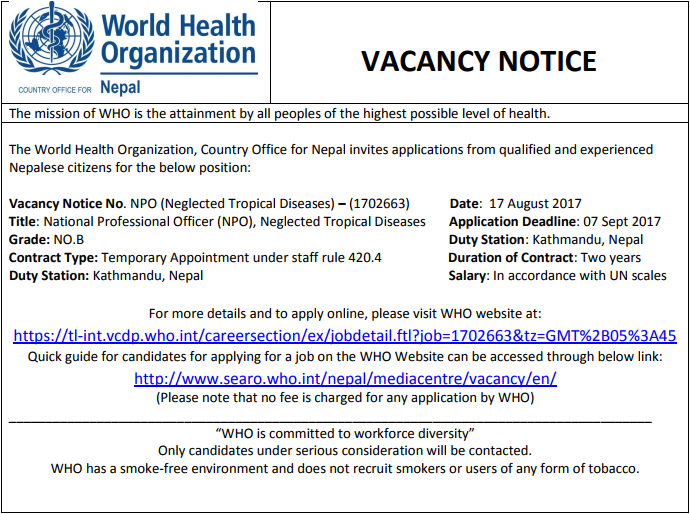 World Health
Organization
COUNTRY OFFICE FOR Nepal
VACANCY NOTICE
The mission of WHO is the attainment by all peoples of the highest possible level of health.
The World Health Organization, Country Office for Nepal invites applications from qualified and experienced
Nepalese citizens for the below position:
Vacancy Notice No. NPO (Neglected Tropical Diseases) – (1702663) Date: 17 August 2017
Title: National Professional Officer (NPO), Neglected Tropical Diseases Application Deadline: 07 Sept 2017
Grade: NO.B Duty Station: Kathmandu, Nepal
Contract Type: Temporary Appointment under staff rule 420.4 Duration of Contract: Two years
Duty Station: Kathmandu, Nepal Salary: In accordance with UN scales
For more details and to apply online, please visit WHO website at:
https://tl-int.vcdp.who.int/careersection/ex/jobdetail.ftl?job=1702663&tz=GMT%2B05%3A45
Quick guide for candidates for applying for a job on the WHO Website can be accessed through below link:
http://www.searo.who.int/nepal/mediacentre/vacancy/en/
(Please note that no fee is charged for any application by WHO)
“WHO is committed to workforce diversity”
Only candidates under serious consideration will be contacted.
WHO has a smoke-free environment and does not recruit smokers or users of any form of tobacco.